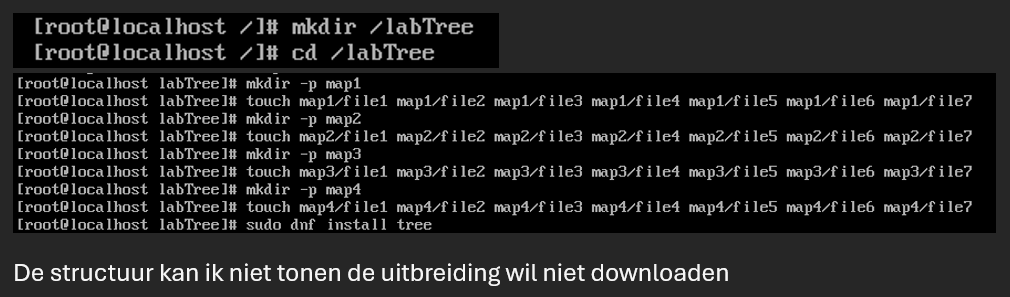 [root@localhost /]# mkdir /labTree
[root@localhost /]# cd /labTree
[root@localhost labTree]# mkdir -p map1
[root@localhost labTree]# touch map1/file1 map1/file2 map1/file3 map1/file4 map1/file5 map1/file6 map1/file7
[root@localhost labTree]# mkdir -p map2
[root@localhost labTree]# touch map2/file1 map2/file2 map2/file3 map2/file4 map2/file5 map2/file6 map2/file7
[root@localhost labTree]# mkdir -p map3
[root@localhost labTree]# touch map3/file1 map3/file2 map3/file3 map3/file4 map3/file5 map3/file6 map3/file7
[root@localhost labTree]# mkdir -p map4
[root@localhost labTree]# touch map4/file1 map4/file2 map4/file3 map4/file4 map4/file5 map4/file6 map4/file7
[root@localhost labTree]# sudo dnf install tree
De structuur kan ik niet tonen de uitbreiding wil niet downloaden